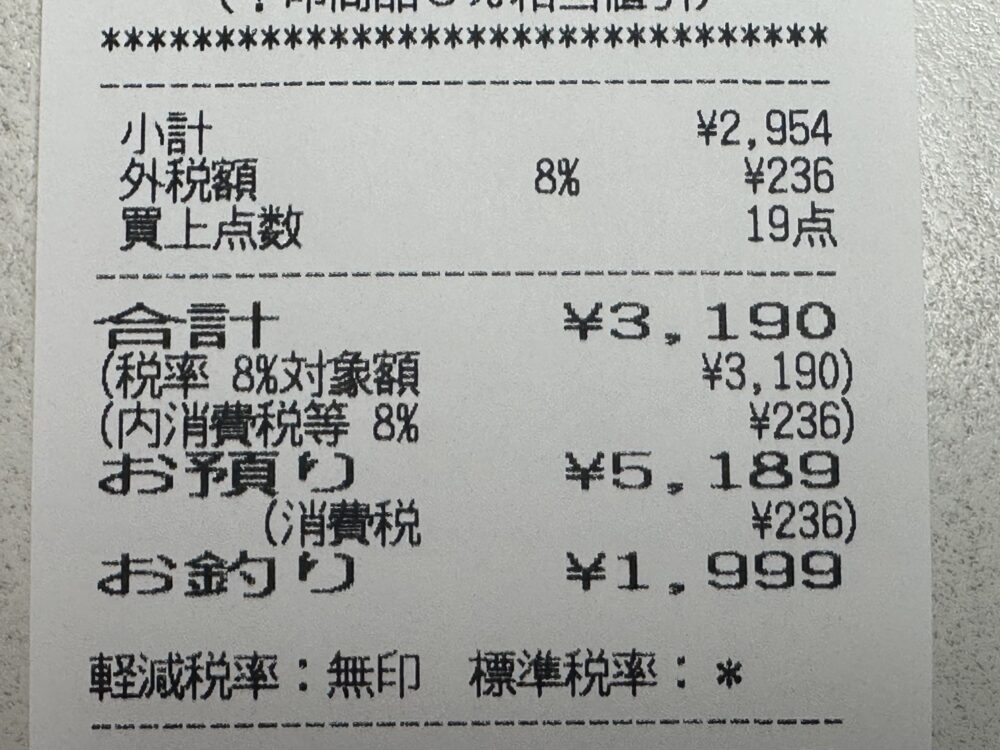 ********************************
小計 ¥2,954
外税額 8% ¥236
買上点数 19点
合計 ¥3,190
(税率 8%対象額 ¥3,190)
(内消費税等 8% ¥236)
お預り ¥5,189
(消費税 ¥236)
お釣り ¥1,999
軽減税率:無印 標準税率:*